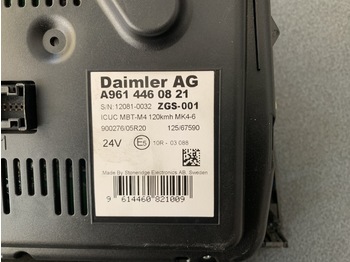 Daimler AG
A961 446 08 21
S/N: 12081-0032 ZGS-001
ICUC MBT-M4 120kmh MK4-6
900276/05R20 125/67590
24V E5 10R - 03 088
Made By Stoneridge Electronics AB, Sweden
9 614460 821009